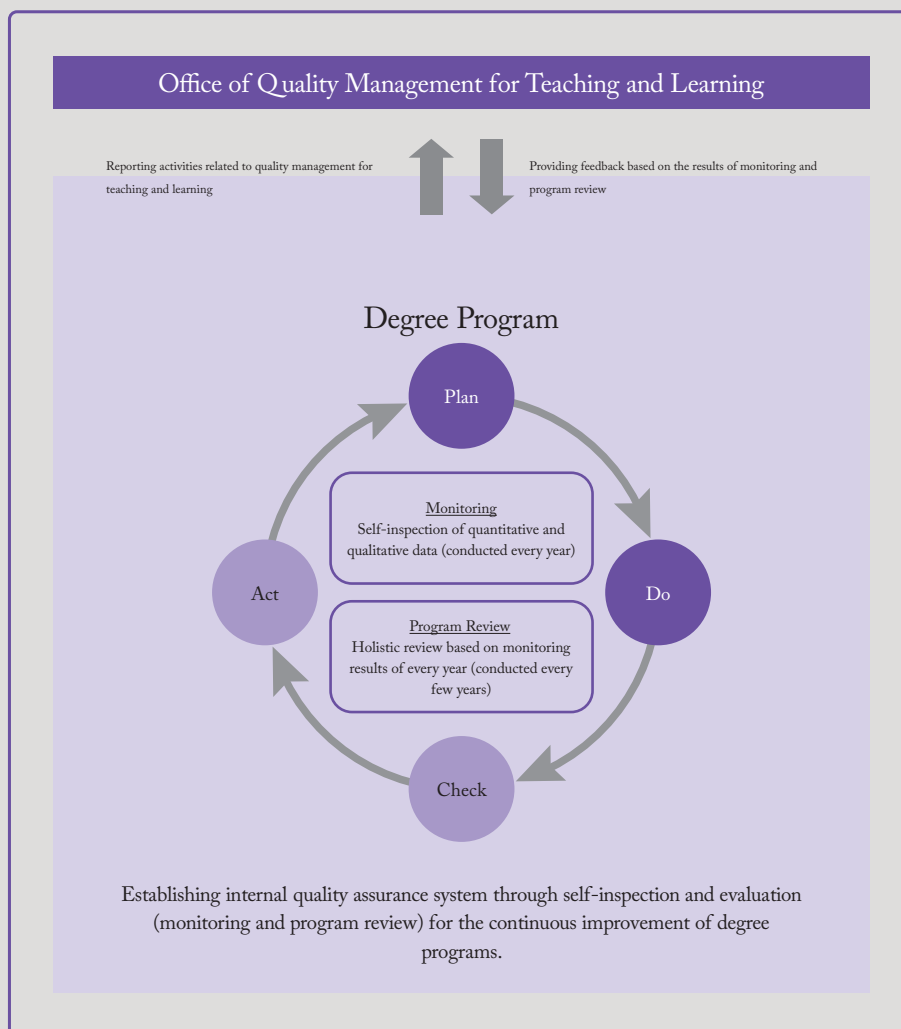 Office of Quality Management for Teaching and Learning
Reporting activities related to quality management for
teaching and learning
Providing feedback based on the results of monitoring and
program review
Degree Program
Plan
Monitoring
Self-inspection of quantitative and
qualitative data (conducted every year)
Act
Do
Program Review
Holistic review based on monitoring
results of every year (conducted every
few years)
Check
Establishing internal quality assurance system through self-inspection and evaluation
(monitoring and program review) for the continuous improvement of degree
programs.